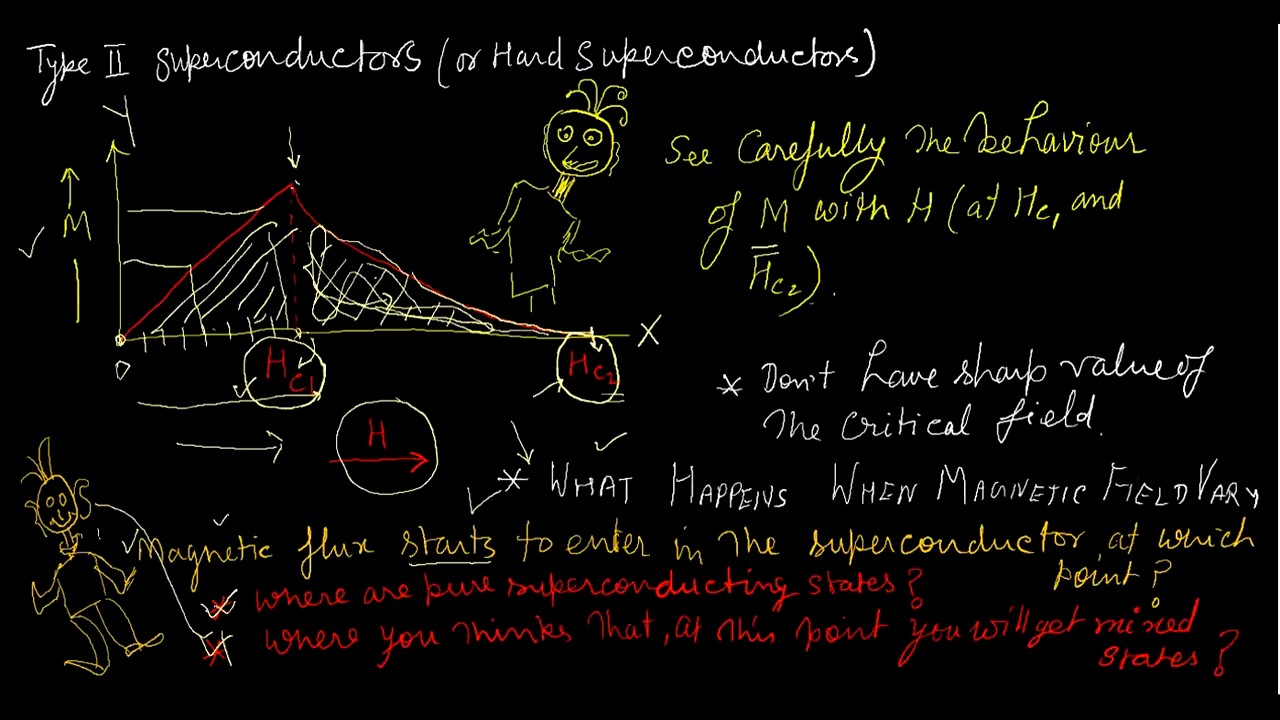 Type II superconductors (or Hard Superconductors)
Y
M
See carefully the behaviour
of M with H (at Hc1 and
Hc2).
X
0
Hc1
Hc2
H
* Don't have sharp value of
the critical field.
* WHAT HAPPENS WHEN MAGNETIC FIELD VARY
Magnetic flux starts to enter in the superconductor, at which
point?
* where are pure superconducting states?
* where you thinks that, at this point you will get mixed
states?